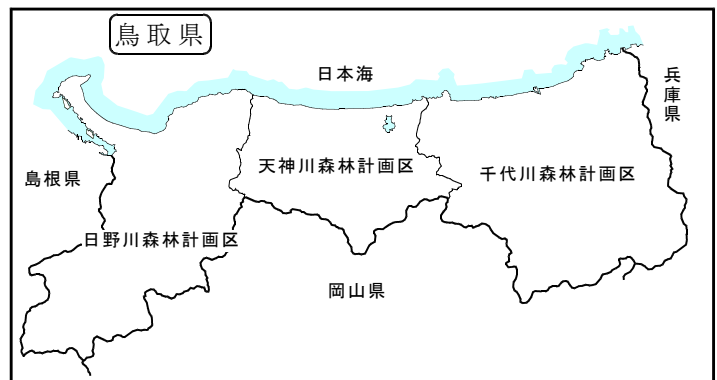 鳥取県
日本海
兵庫県
天神川森林計画区
千代川森林計画区
島根県
日野川森林計画区
岡山県